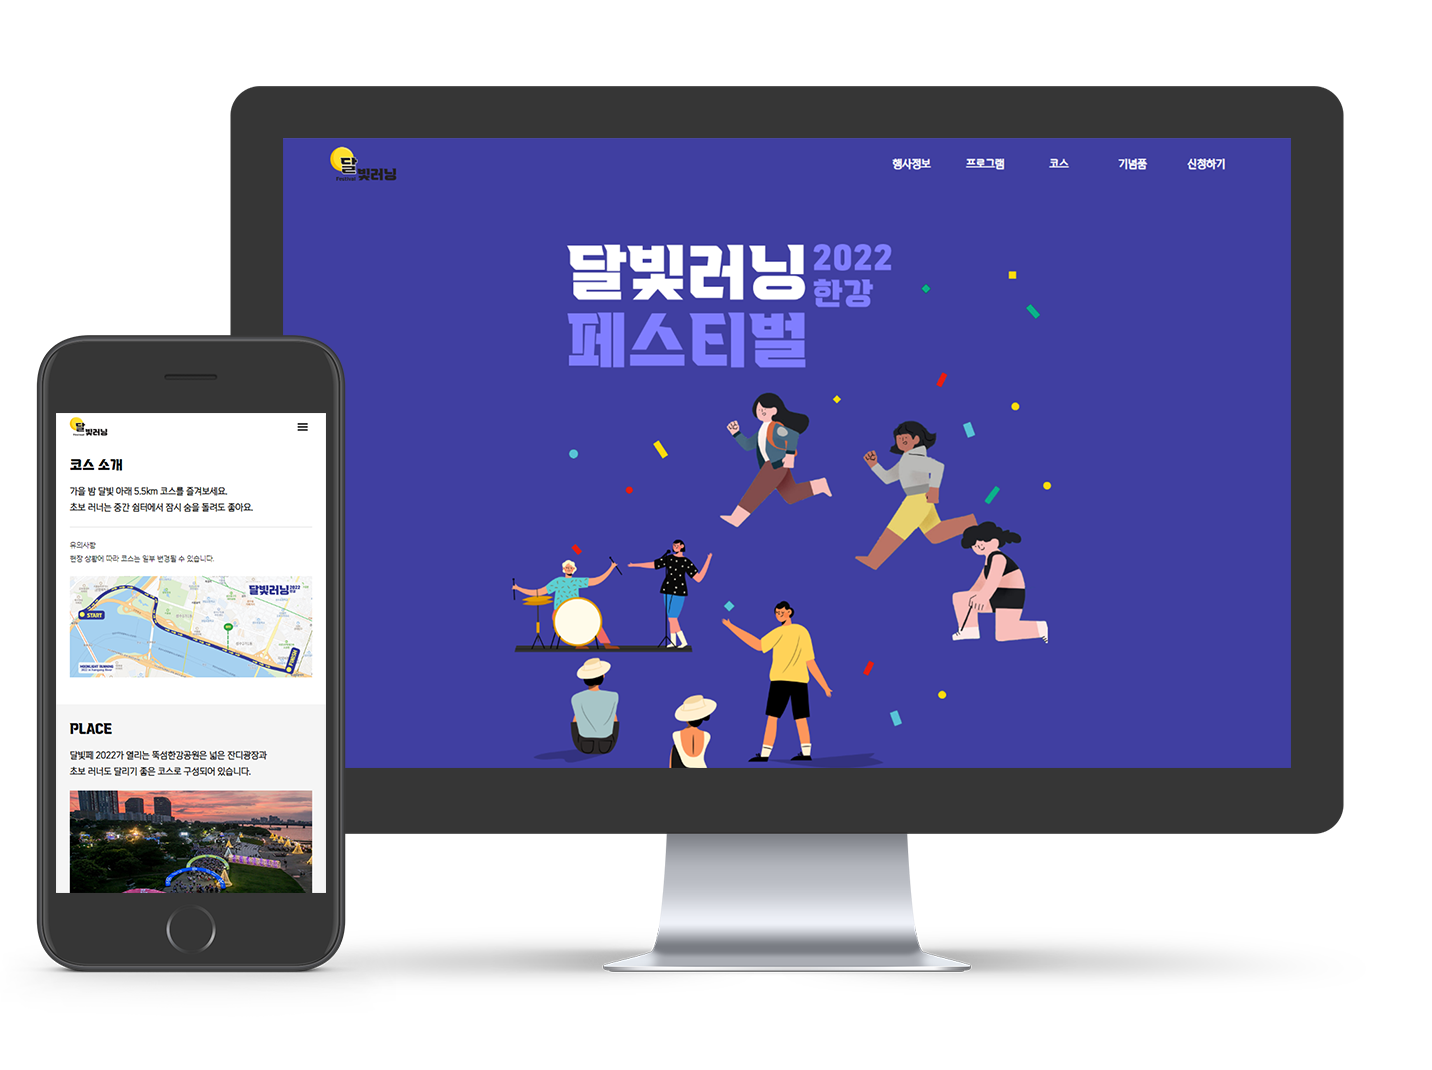 달빛러닝
Festival
행사정보 프로그램 코스 기념품 신청하기
달빛러닝 2022 한강
페스티벌
달빛러닝
Festival
코스 소개
가을 밤 달빛 아래 5.5km 코스를 즐겨보세요.
초보 러너는 중간 쉼터에서 잠시 숨을 돌려도 좋아요.
유의사항
현장 상황에 따라 코스는 일부 변경될 수 있습니다.
달빛러닝 2022
START
MOONLIGHT RUNNING
PLACE
달빛페 2022가 열리는 뚝섬한강공원은 넓은 잔디광장과
초보 러너도 달리기 좋은 코스로 구성되어 있습니다.